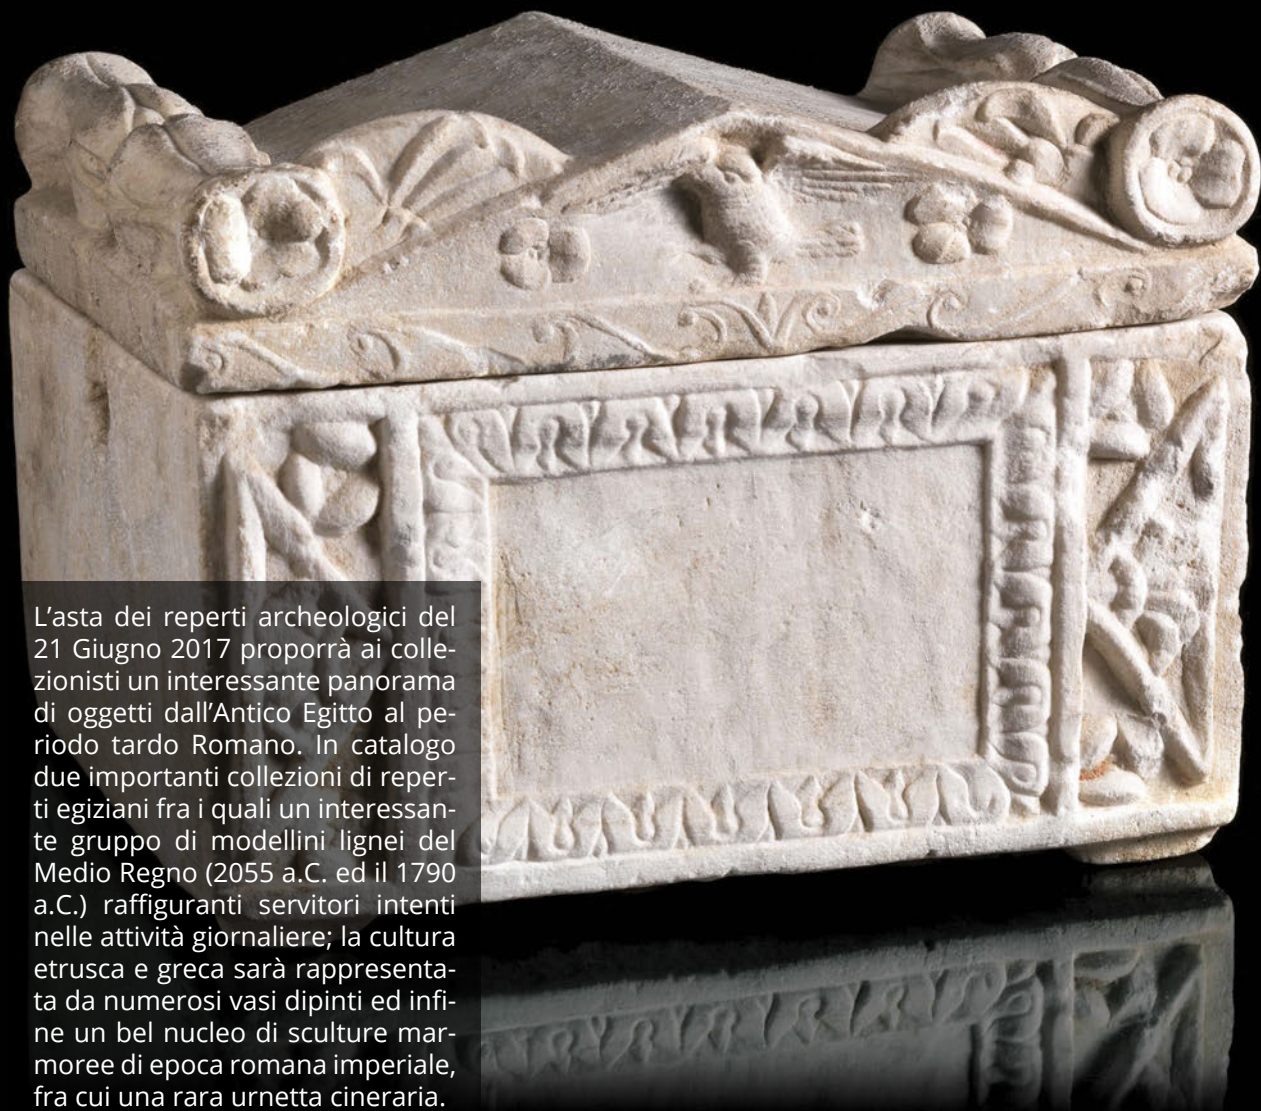 L'asta dei reperti archeologici del
21 Giugno 2017 proporrà ai colle-
zionisti un interessante panorama
di oggetti dall'Antico Egitto al pe-
riodo tardo Romano. In catalogo
due importanti collezioni di reper-
ti egiziani fra i quali un interessan-
te gruppo di modellini lignei del
Medio Regno (2055 a.C. ed il 1790
a.C.) raffiguranti servitori intenti
nelle attività giornaliere; la cultura
etrusca e greca sarà rappresenta-
ta da numerosi vasi dipinti ed infi-
ne un bel nucleo di sculture mar-
moree di epoca romana imperiale,
fra cui una rara urnetta cineraria.